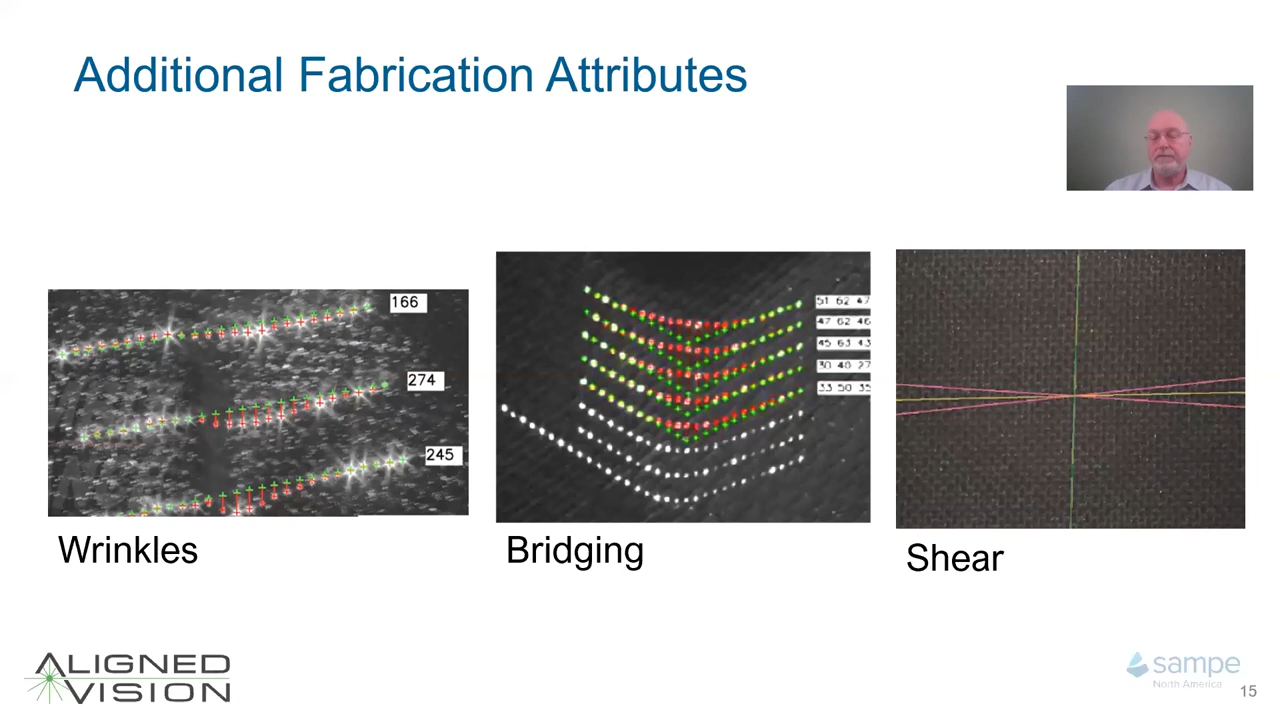 Additional Fabrication Attributes
166
274
245
51 62 47
47 62 46
45 63 43
30 40 27
33 50 35
Wrinkles
Bridging
Shear
ALIGNED
VISION
sampe
North America
15